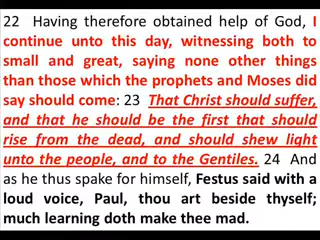 22  Having therefore obtained help of God, I
continue unto this day, witnessing both to
small and great, saying none other things
than those which the prophets and Moses did
say should come: 23  That Christ should suffer,
and that he should be the first that should
rise from the dead, and should shew light
unto the people, and to the Gentiles. 24  And
as he thus spake for himself, Festus said with a
loud voice, Paul, thou art beside thyself;
much learning doth make thee mad.